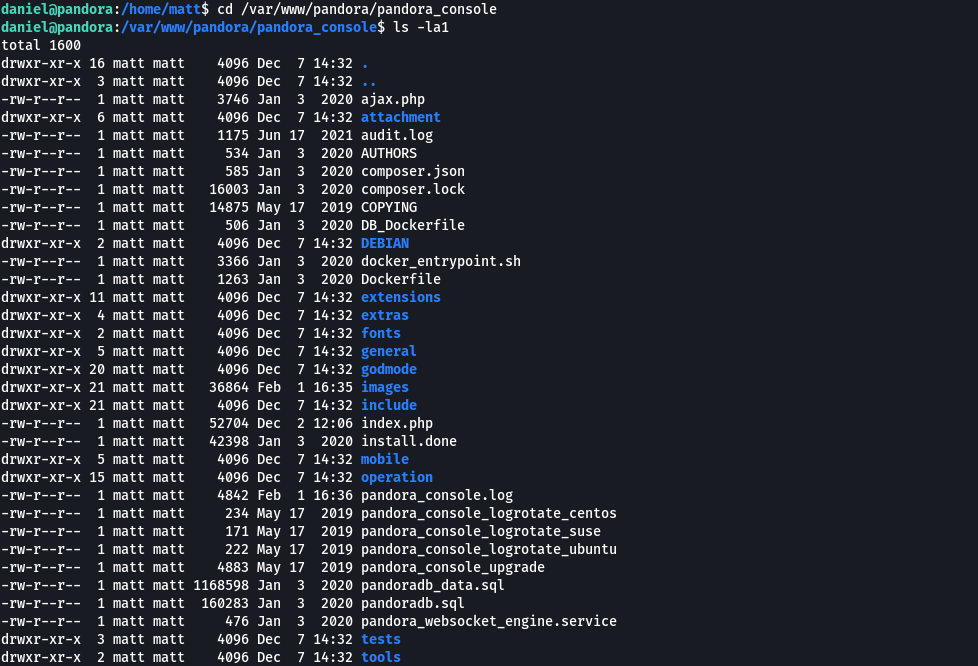 daniel@pandora:/home/matt$ cd /var/www/pandora/pandora_console
daniel@pandora:/var/www/pandora/pandora_console$ ls -la1
total 1600
drwxr-xr-x 16 matt matt    4096 Dec  7 14:32 .
drwxr-xr-x  3 matt matt    4096 Dec  7 14:32 ..
-rw-r--r--  1 matt matt    3746 Jan  3  2020 ajax.php
drwxr-xr-x  6 matt matt    4096 Dec  7 14:32 attachment
-rw-r--r--  1 matt matt    1175 Jun 17  2021 audit.log
-rw-r--r--  1 matt matt     534 Jan  3  2020 AUTHORS
-rw-r--r--  1 matt matt     585 Jan  3  2020 composer.json
-rw-r--r--  1 matt matt   16003 Jan  3  2020 composer.lock
-rw-r--r--  1 matt matt   14875 May 17  2019 COPYING
-rw-r--r--  1 matt matt     506 Jan  3  2020 DB_Dockerfile
drwxr-xr-x  2 matt matt    4096 Dec  7 14:32 DEBIAN
-rw-r--r--  1 matt matt    3366 Jan  3  2020 docker_entrypoint.sh
-rw-r--r--  1 matt matt    1263 Jan  3  2020 Dockerfile
drwxr-xr-x 11 matt matt    4096 Dec  7 14:32 extensions
drwxr-xr-x  4 matt matt    4096 Dec  7 14:32 extras
drwxr-xr-x  2 matt matt    4096 Dec  7 14:32 fonts
drwxr-xr-x  5 matt matt    4096 Dec  7 14:32 general
drwxr-xr-x 20 matt matt    4096 Dec  7 14:32 godmode
drwxr-xr-x 21 matt matt   36864 Feb  1 16:35 images
drwxr-xr-x 21 matt matt    4096 Dec  7 14:32 include
-rw-r--r--  1 matt matt   52704 Dec  2 12:06 index.php
-rw-r--r--  1 matt matt   42398 Jan  3  2020 install.done
drwxr-xr-x  5 matt matt    4096 Dec  7 14:32 mobile
drwxr-xr-x 15 matt matt    4096 Dec  7 14:32 operation
-rw-r--r--  1 matt matt    4842 Feb  1 16:36 pandora_console.log
-rw-r--r--  1 matt matt     234 May 17  2019 pandora_console_logrotate_centos
-rw-r--r--  1 matt matt     171 May 17  2019 pandora_console_logrotate_suse
-rw-r--r--  1 matt matt     222 May 17  2019 pandora_console_logrotate_ubuntu
-rw-r--r--  1 matt matt    4883 May 17  2019 pandora_console_upgrade
-rw-r--r--  1 matt matt 1168598 Jan  3  2020 pandoradb_data.sql
-rw-r--r--  1 matt matt  160283 Jan  3  2020 pandoradb.sql
-rw-r--r--  1 matt matt     476 Jan  3  2020 pandora_websocket_engine.service
drwxr-xr-x  3 matt matt    4096 Dec  7 14:32 tests
drwxr-xr-x  2 matt matt    4096 Dec  7 14:32 tools